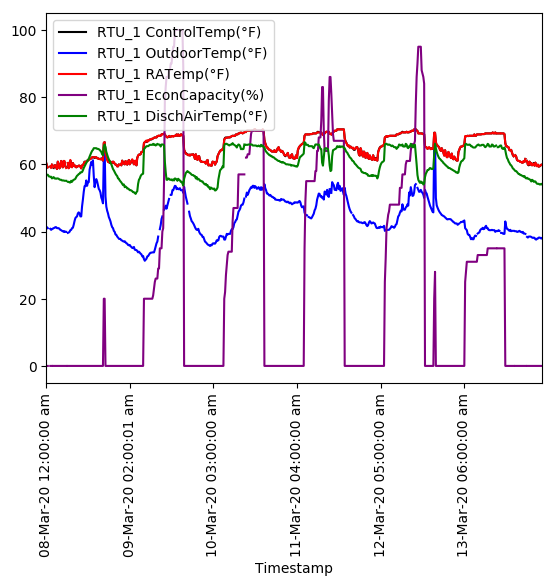 RTU_1 ControlTemp(°F)
RTU_1 OutdoorTemp(°F)
RTU_1 RATemp(°F)
RTU_1 EconCapacity(%)
RTU_1 DischAirTemp(°F)
100
80
60
40
20
0
08-Mar-20 12:00:00 am
09-Mar-20 02:00:01 am
10-Mar-20 03:00:00 am
11-Mar-20 04:00:00 am
12-Mar-20 05:00:00 am
13-Mar-20 06:00:00 am
Timestamp